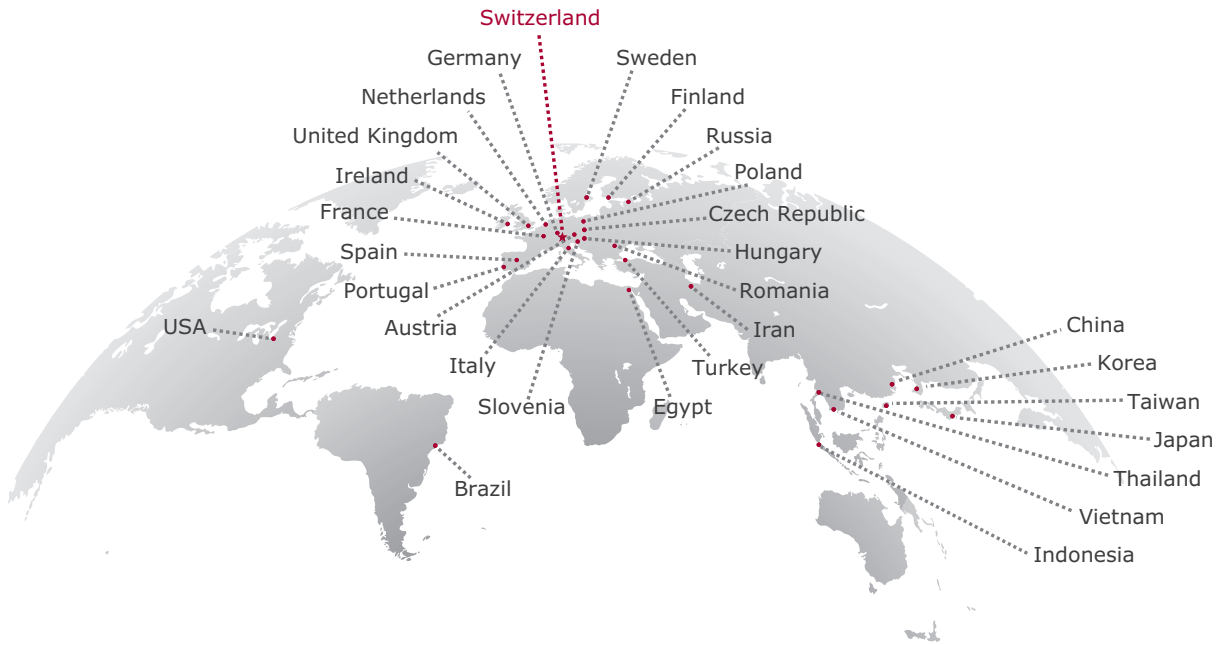 Switzerland
Germany
Sweden
Netherlands
Finland
United Kingdom
Russia
Ireland
Poland
France
Czech Republic
Spain
Hungary
Portugal
Romania
USA
Austria
Iran
China
Italy
Turkey
Korea
Slovenia
Egypt
Taiwan
Japan
Thailand
Brazil
Vietnam
Indonesia